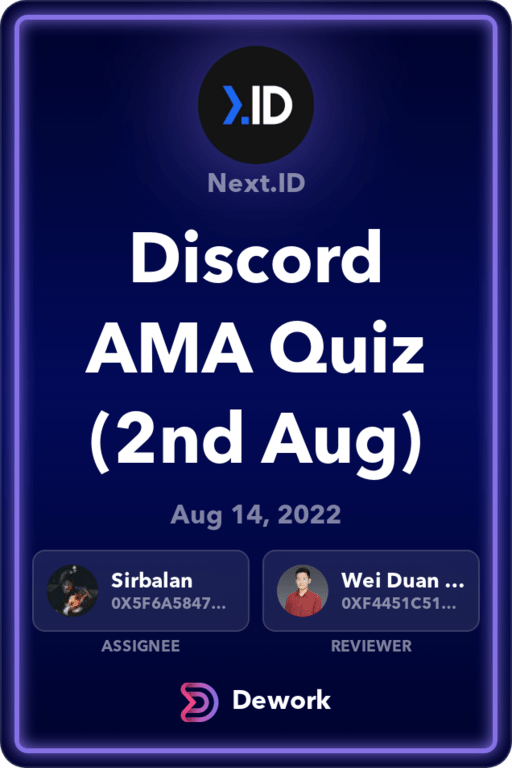 .ID
Next.ID
Discord
AMA Quiz
(2nd Aug)
Aug 14, 2022
Sirbalan
0X5F6A5847...
Wei Duan ...
0XF4451C51...
ASSIGNEE
REVIEWER
Dework